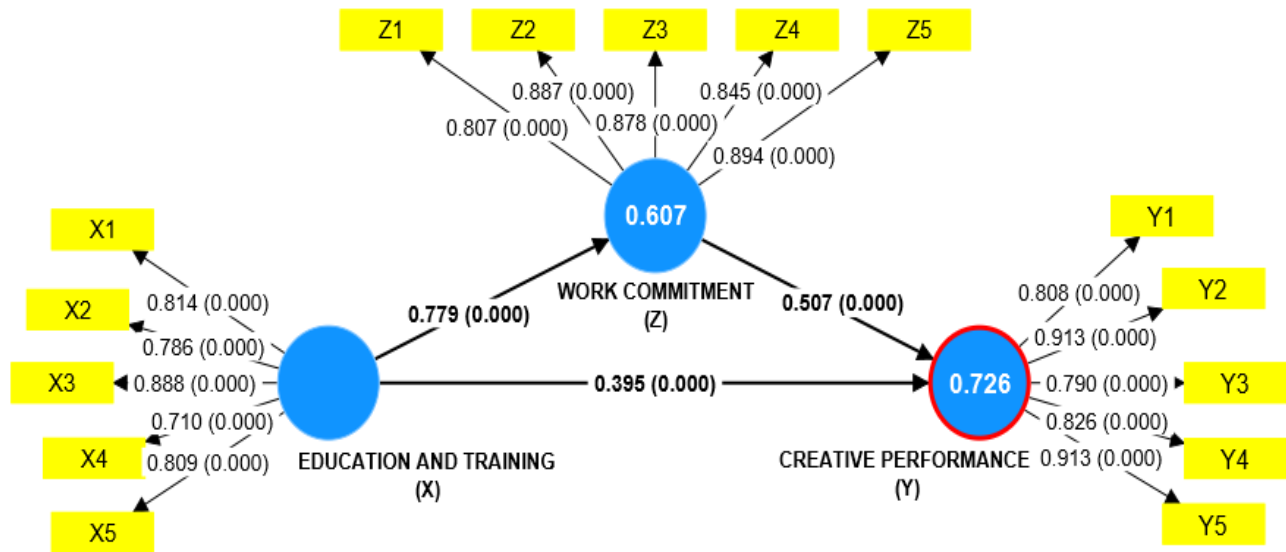 Z1 Z2 Z3 Z4 Z5
0.887 (0.000) 0.845 (0.000)
0.807 (0.000) 0.878 (0.000)
0.894 (0.000)
0.607
WORK COMMITMENT
(Z)
X1
X2
X3
X4
X5
0.814 (0.000)
0.786 (0.000)
0.888 (0.000)
0.710 (0.000)
0.809 (0.000)
0.779 (0.000)
0.507 (0.000)
0.395 (0.000)
EDUCATION AND TRAINING
(X)
0.726
CREATIVE PERFORMANCE
(Y)
0.808 (0.000)
0.913 (0.000)
0.790 (0.000)
0.826 (0.000)
0.913 (0.000)
Y1
Y2
Y3
Y4
Y5